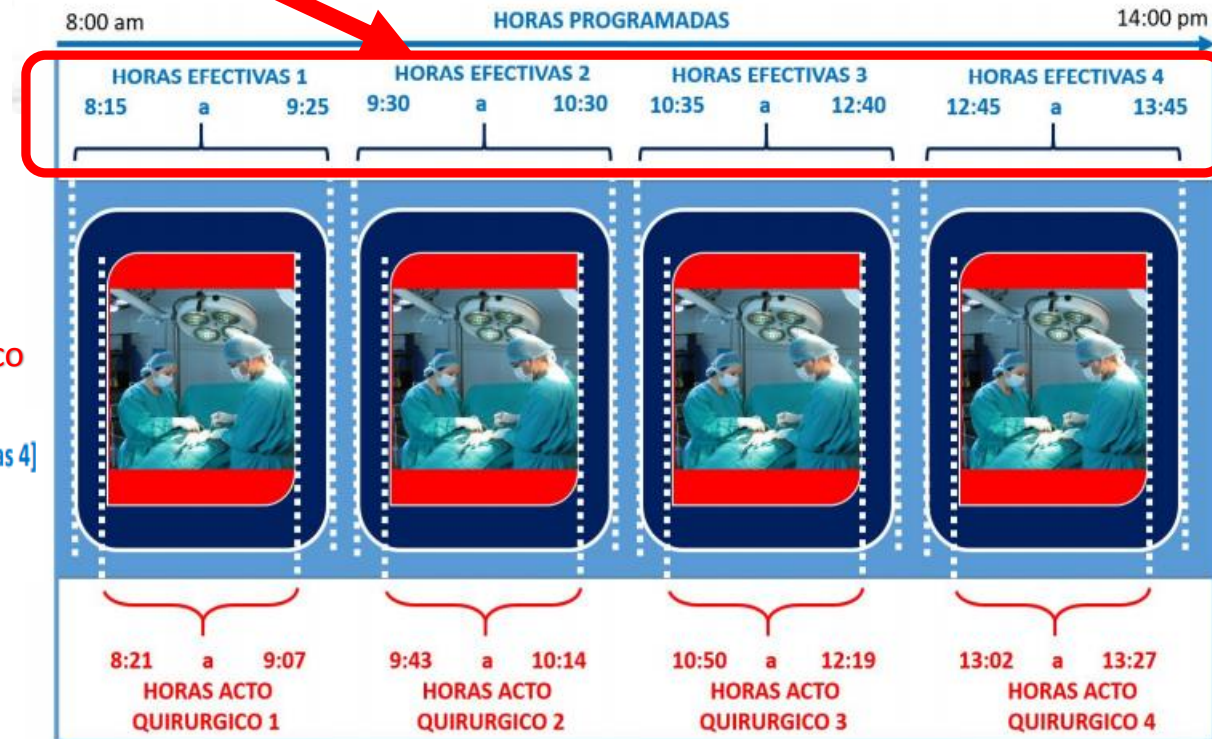 8:00 am HORAS PROGRAMADAS 14:00 pm
HORAS EFECTIVAS 1 HORAS EFECTIVAS 2 HORAS EFECTIVAS 3 HORAS EFECTIVAS 4
8:15 a 9:25 9:30 a 10:30 10:35 a 12:40 12:45 a 13:45
CO
as 4]
8:21 a 9:07 9:43 a 10:14 10:50 a 12:19 13:02 a 13:27
HORAS ACTO HORAS ACTO HORAS ACTO HORAS ACTO
QUIRURGICO 1 QUIRURGICO 2 QUIRURGICO 3 QUIRURGICO 4